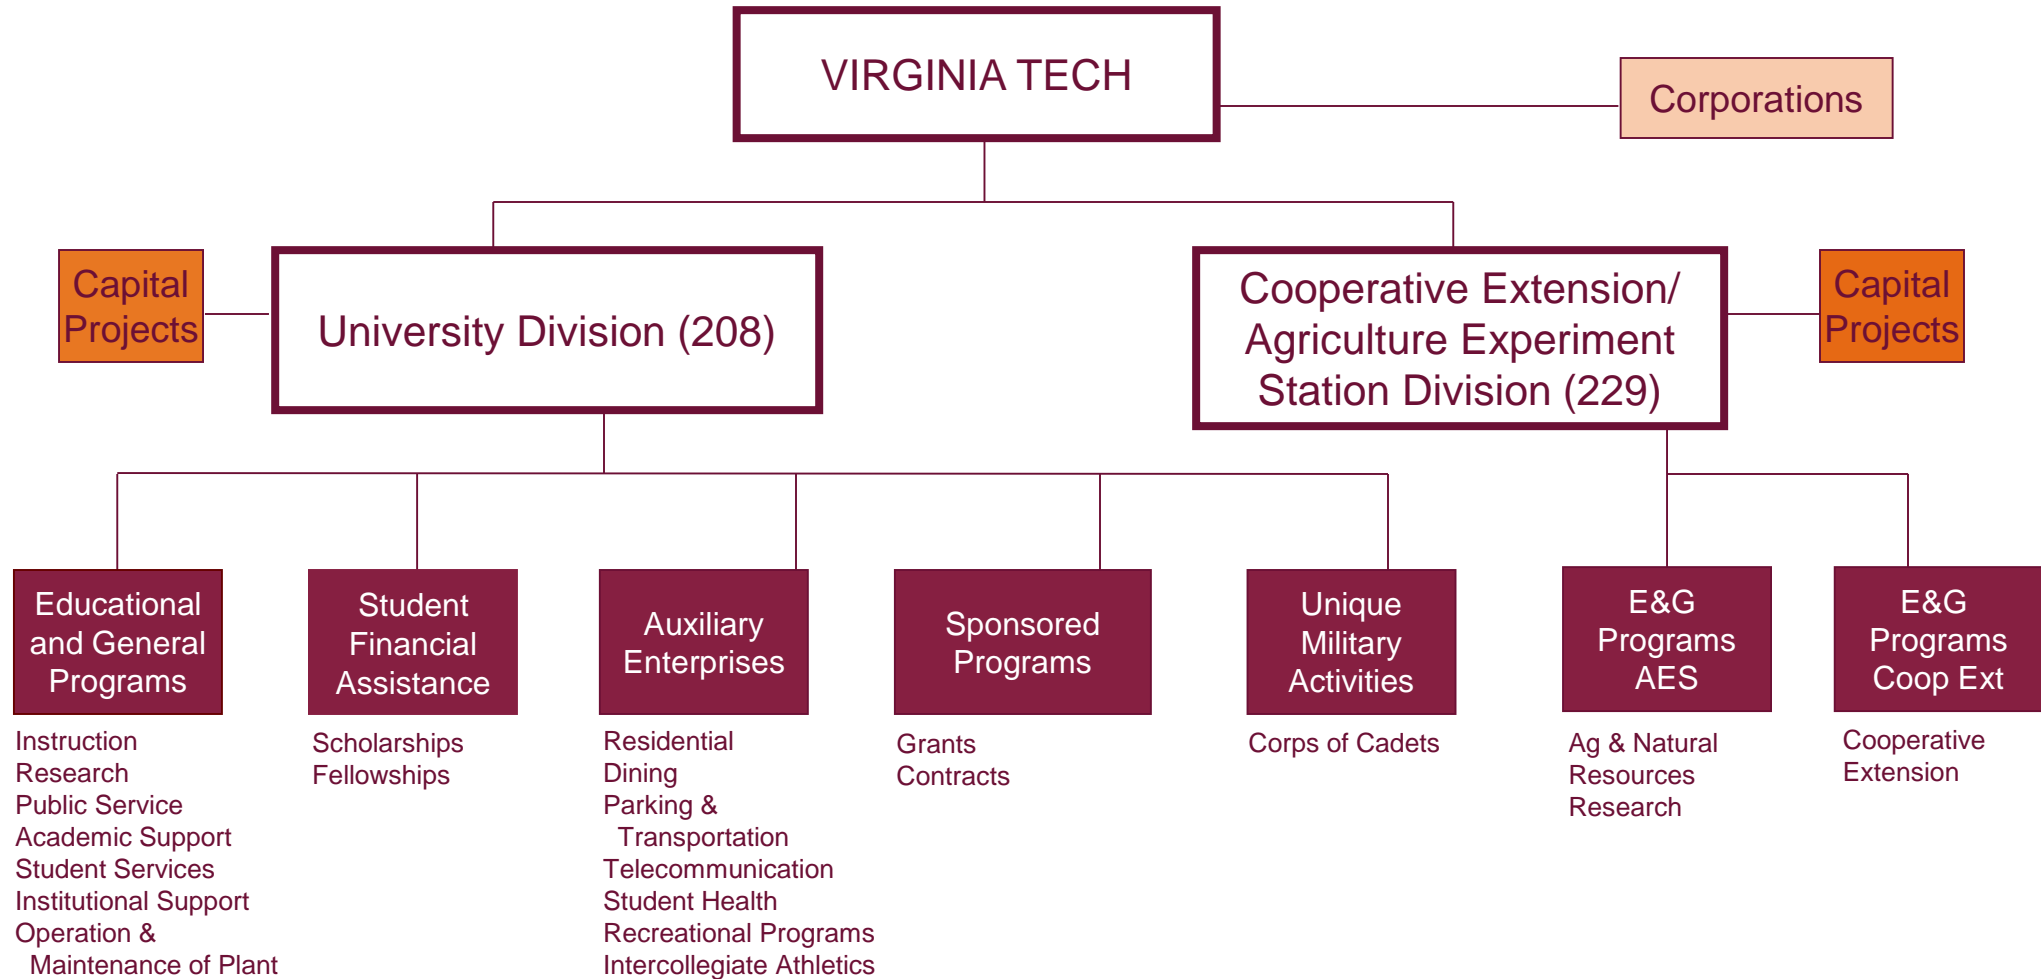 VIRGINIA TECH
Corporations
Capital
Projects
University Division (208)
Cooperative Extension/
Agriculture Experiment
Station Division (229)
Capital
Projects
Educational
and General
Programs
Student
Financial
Assistance
Auxiliary
Enterprises
Sponsored
Programs
Unique
Military
Activities
E&G
Programs
AES
E&G
Programs
Coop Ext
Instruction
Research
Public Service
Academic Support
Student Services
Institutional Support
Operation &
Maintenance of Plant
Scholarships
Fellowships
Residential
Dining
Parking &
Transportation
Telecommunication
Student Health
Recreational Programs
Intercollegiate Athletics
Grants
Contracts
Corps of Cadets
Ag & Natural
Resources
Research
Cooperative
Extension